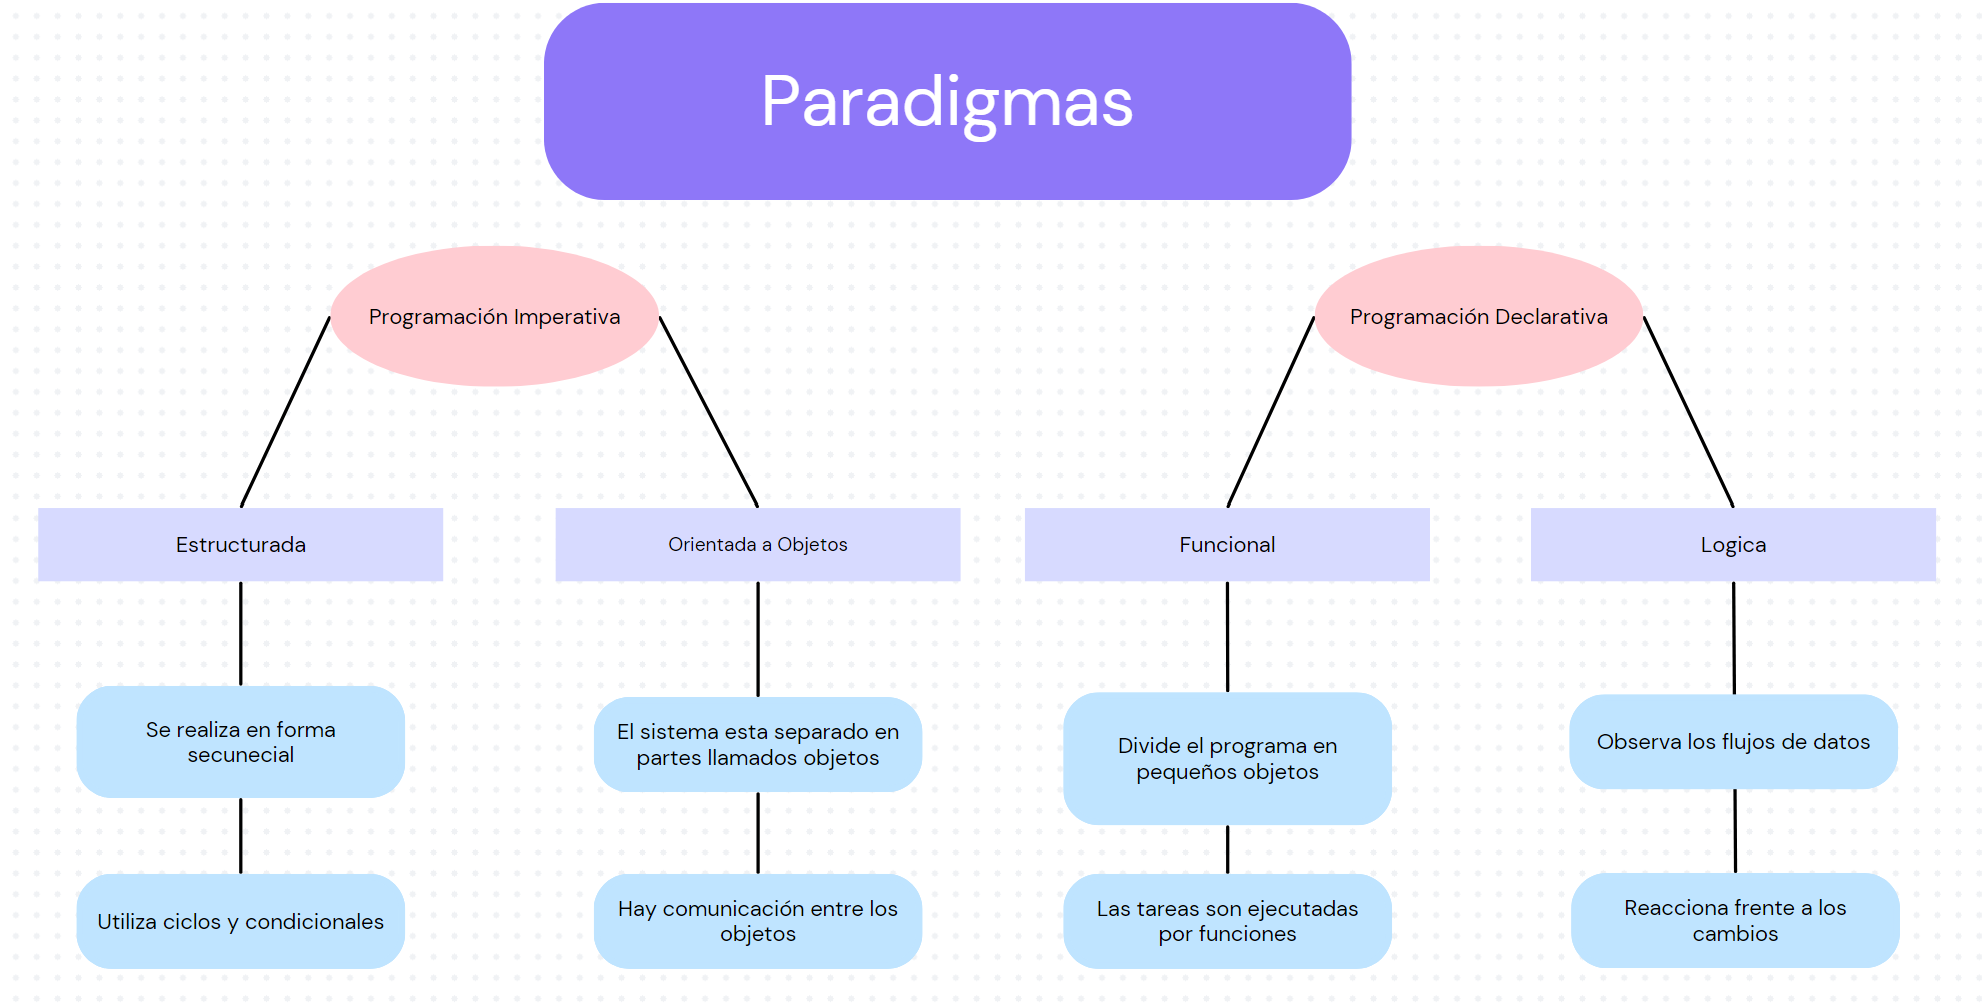 Paradigmas
Programación Imperativa
Programación Declarativa
Estructurada
Orientada a Objetos
Funcional
Logica
Se realiza en forma
secunecial
El sistema esta separado en
partes llamados objetos
Divide el programa en
pequeños objetos
Observa los flujos de datos
Utiliza ciclos y condicionales
Hay comunicación entre los
objetos
Las tareas son ejecutadas
por funciones
Reacciona frente a los
cambios